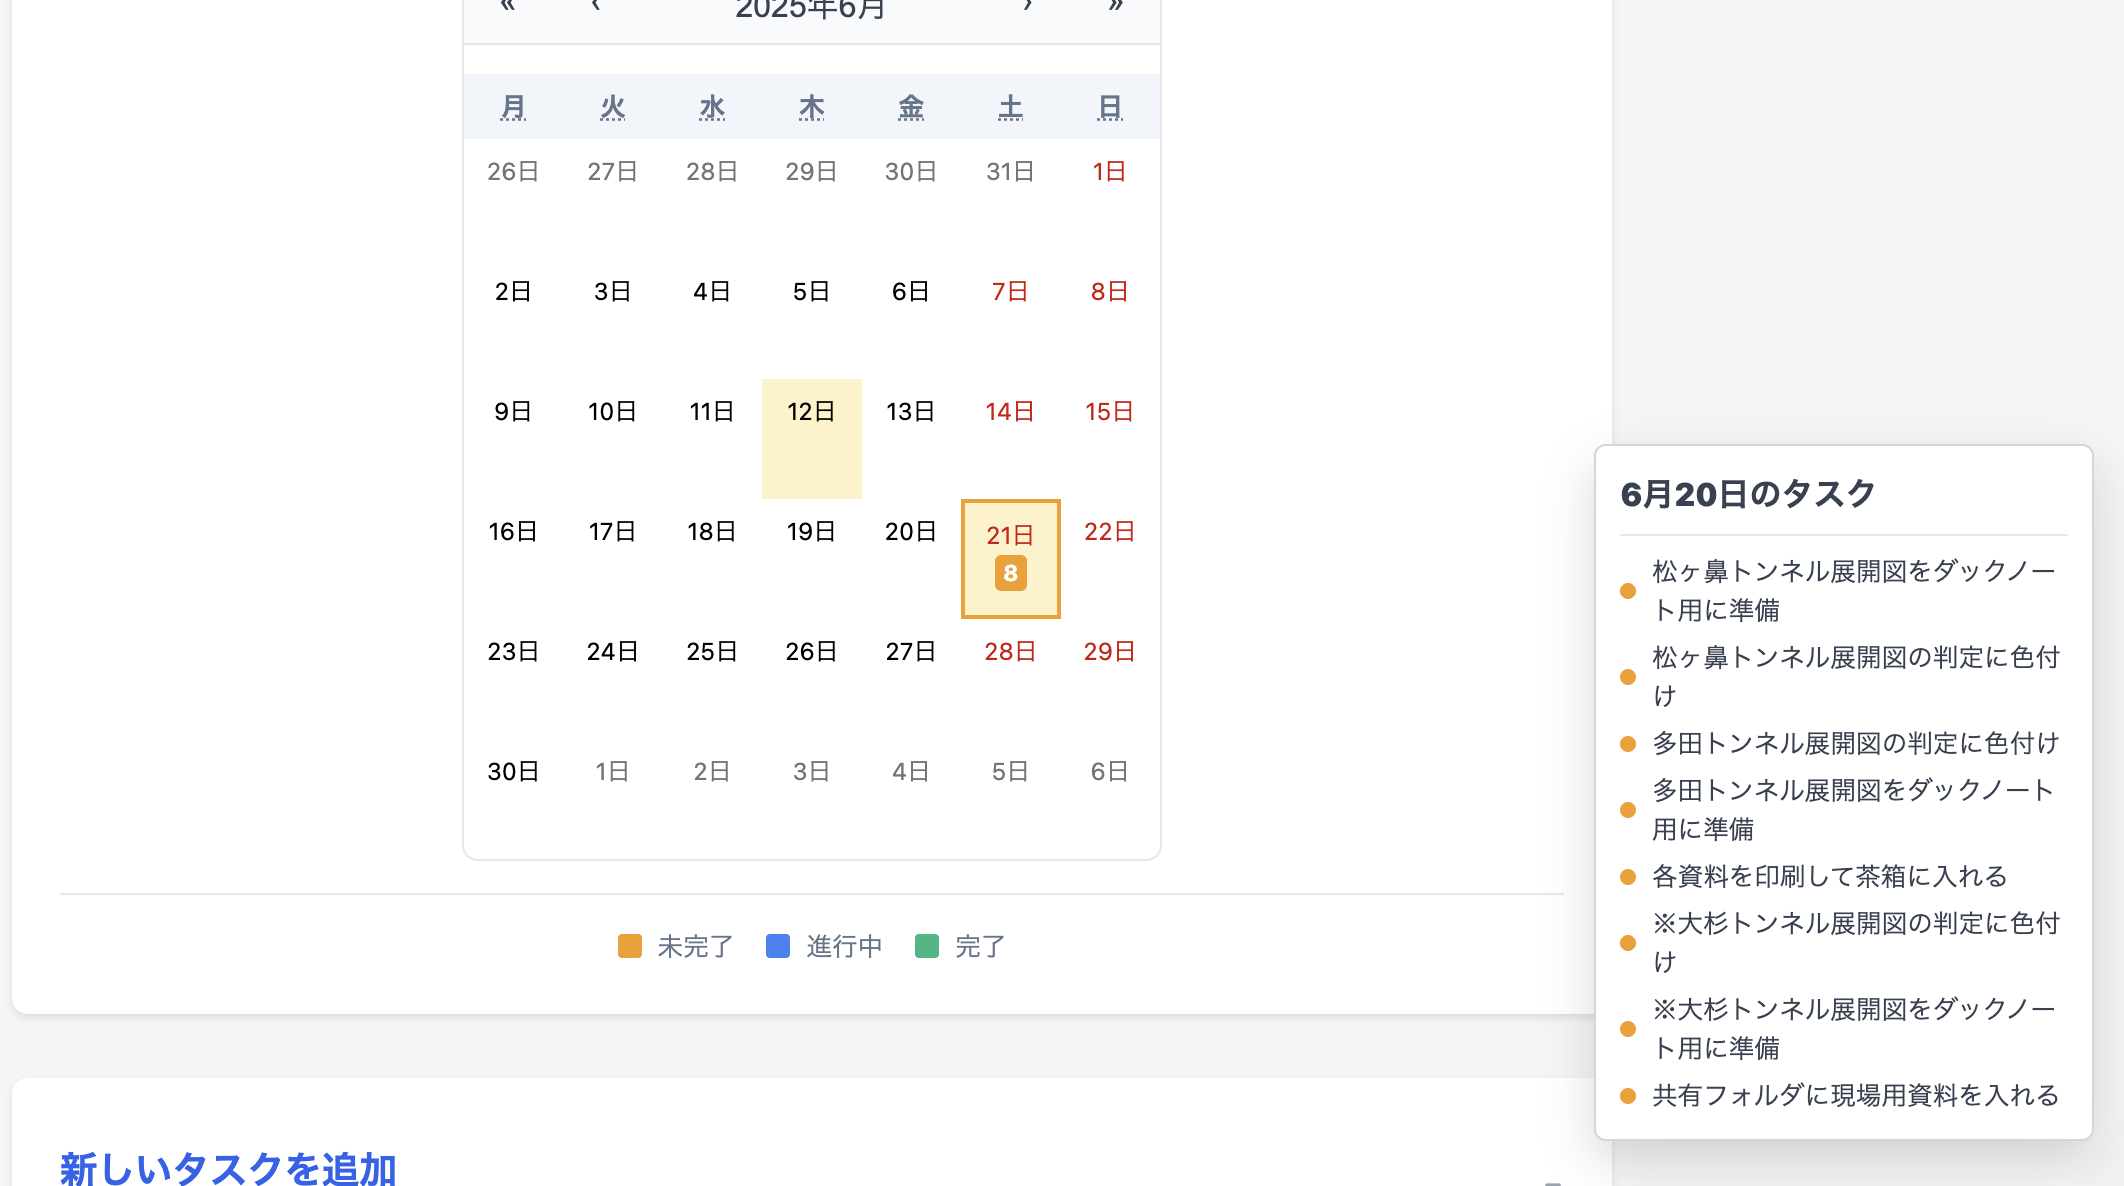 « ‹ 2025年6月 › »
月 火 水 木 金 土 日
26日 27日 28日 29日 30日 31日 1日
2日 3日 4日 5日 6日 7日 8日
9日 10日 11日 12日 13日 14日 15日
16日 17日 18日 19日 20日 21日 22日
8
23日 24日 25日 26日 27日 28日 29日
30日 1日 2日 3日 4日 5日 6日
未完了 進行中 完了
6月20日のタスク
松ヶ鼻トンネル展開図をダックノー
ト用に準備
松ヶ鼻トンネル展開図の判定に色付
け
多田トンネル展開図の判定に色付け
多田トンネル展開図をダックノート
用に準備
各資料を印刷して茶箱に入れる
※大杉トンネル展開図の判定に色付
け
※大杉トンネル展開図をダックノー
ト用に準備
共有フォルダに現場用資料を入れる
新しいタスクを追加